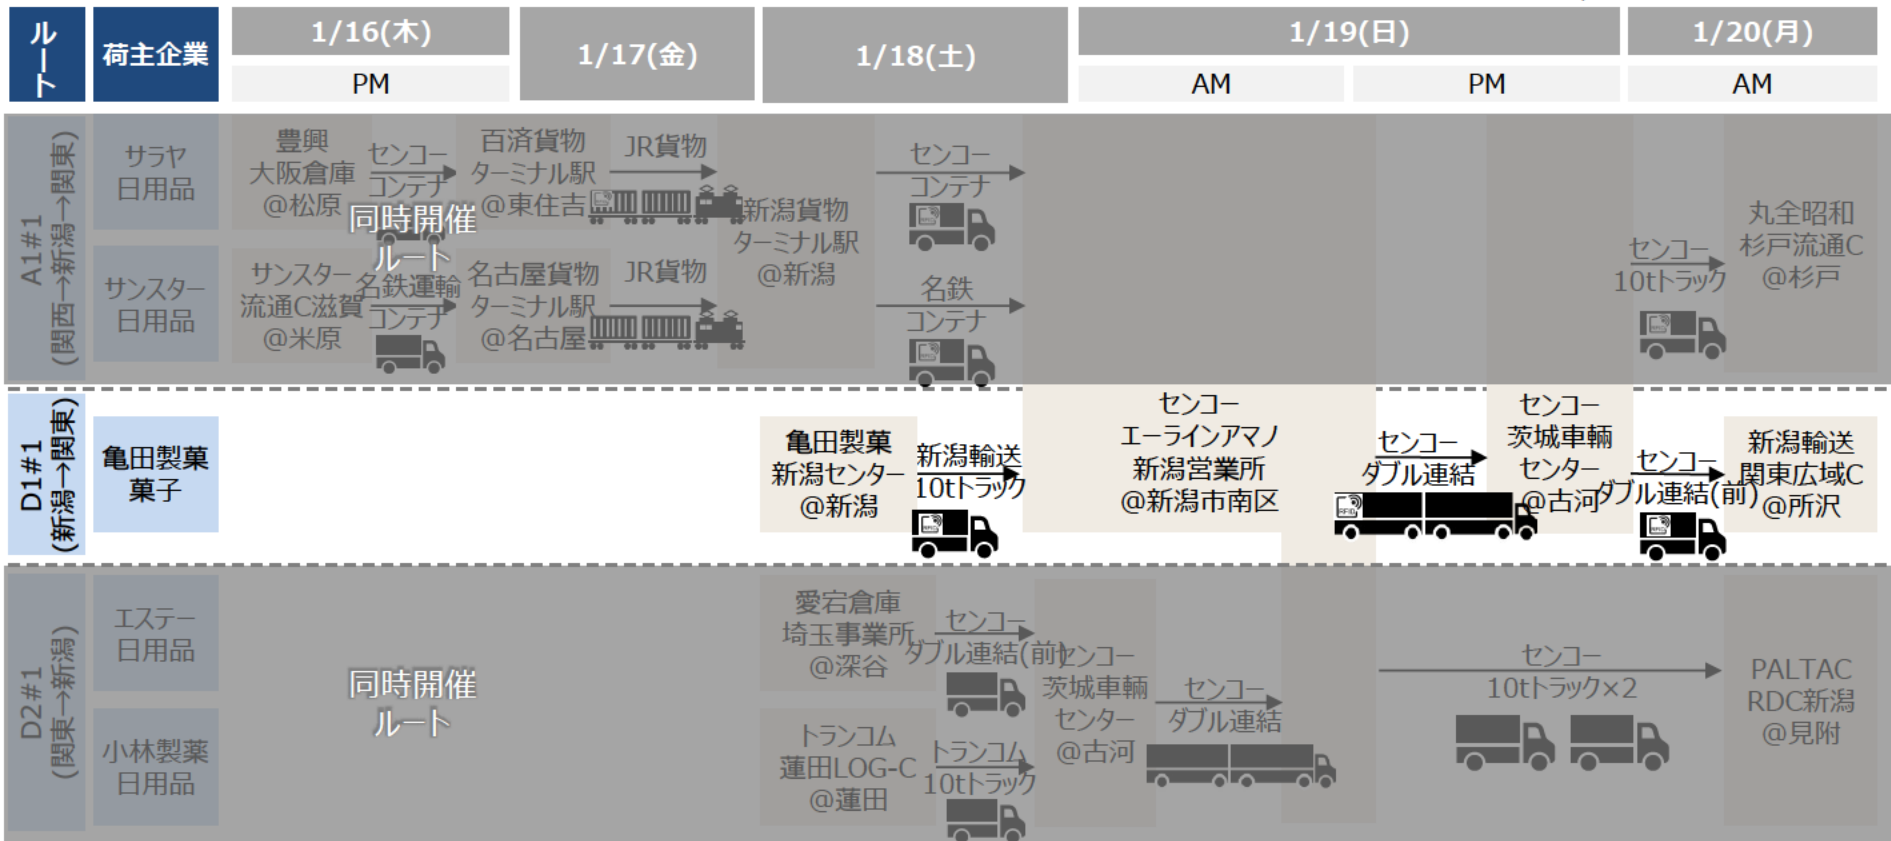 ルート
荷主企業
1/16(木)
1/17(金)
1/18(土)
1/19(日)
1/20(月)
PM
AM
PM
AM
A1#1
(関西→新潟→関東)
サラヤ
日用品
豊興
大阪倉庫
@松原
センコー
コンテナ
百済貨物
ターミナル駅
@東住吉
JR貨物
新潟貨物
ターミナル駅
@新潟
センコー
コンテナ
同時開催
ルート
サンスター
日用品
サンスター
流通C滋賀
@米原
名鉄運輸
コンテナ
名古屋貨物
ターミナル駅
@名古屋
JR貨物
名鉄
コンテナ
センコー
10tトラック
丸全昭和
杉戸流通C
@杉戸
D1#1
(新潟→関東)
亀田製菓
菓子
亀田製菓
新潟センター
@新潟
新潟輸送
10tトラック
RFID
センコー
エーラインアマノ
新潟営業所
@新潟市南区
センコー
ダブル連結
RFID
センコー
茨城車輌
センター
@古河
センコー
ダブル連結(前)
RFID
新潟輸送
関東広域C
@所沢
D2#1
(関東→新潟)
エステー
日用品
同時開催
ルート
愛宕倉庫
埼玉事業所
@深谷
センコー
ダブル連結(前)
小林製薬
日用品
トランコム
蓮田LOG-C
@蓮田
トランコム
10tトラック
センコー
茨城車輌
センター
@古河
センコー
ダブル連結
センコー
10tトラック×2
PALTAC
RDC新潟
@見附